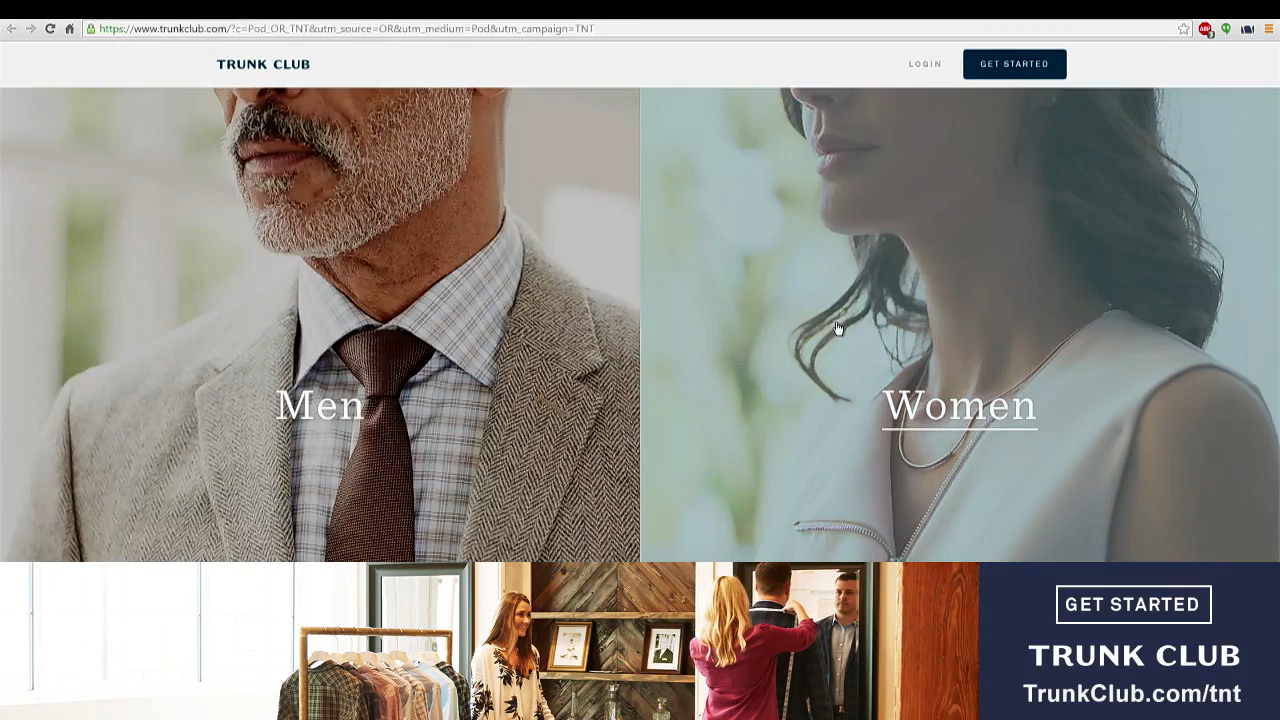 https://www.trunkclub.com/?c=Pod_OR_TNT&utm_source=OR&utm_medium=Pod&utm_campaign=TNT
TRUNK CLUB
LOGIN
GET STARTED
Men
Women
GET STARTED
TRUNK CLUB
TrunkClub.com/tnt